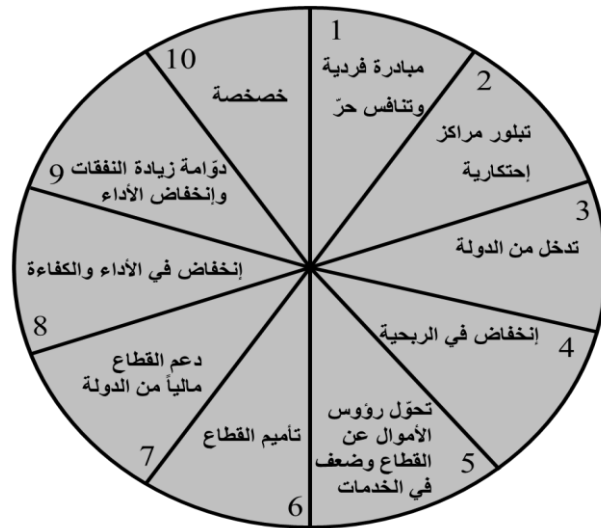 1
مبادرة فردية
وتنافس حرّ
2
تبلور مراكز
إحتكارية
3
تدخل من الدولة
4
إنخفاض في الربحية
5
تحوّل رؤوس
الأموال عن
القطاع وضعف
في الخدمات
6
تأميم القطاع
7
دعم القطاع
مالياً من الدولة
8
إنخفاض في الأداء والكفاءة
9
دوّامة زيادة النفقات
وإنخفاض الأداء
10
خصخصة